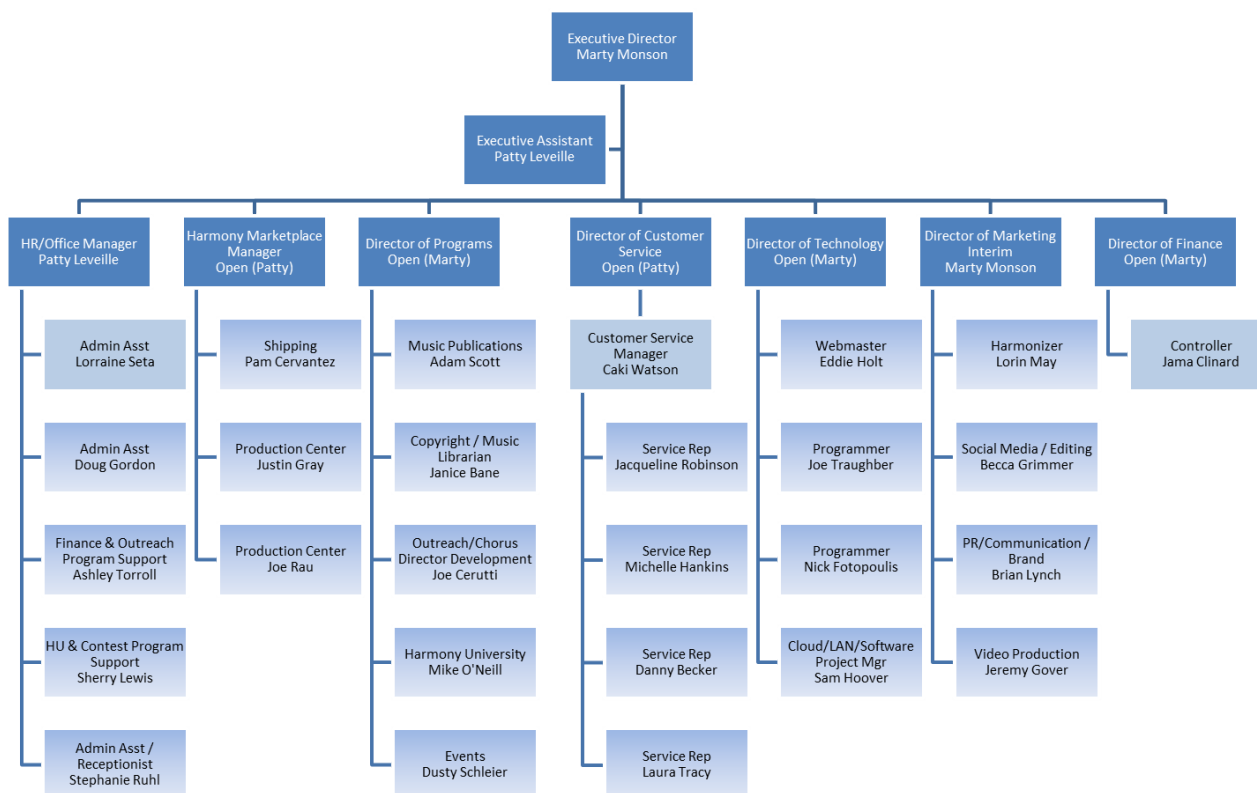 Executive Director
Marty Monson
Executive Assistant
Patty Leveille
HR/Office Manager
Patty Leveille
Harmony Marketplace
Manager
Open (Patty)
Director of Programs
Open (Marty)
Director of Customer
Service
Open (Patty)
Director of Technology
Open (Marty)
Director of Marketing
Interim
Marty Monson
Director of Finance
Open (Marty)
Admin Asst
Lorraine Seta
Shipping
Pam Cervantez
Music Publications
Adam Scott
Customer Service
Manager
Caki Watson
Webmaster
Eddie Holt
Harmonizer
Lorin May
Controller
Jama Clinard
Admin Asst
Doug Gordon
Production Center
Justin Gray
Copyright / Music
Librarian
Janice Bane
Service Rep
Jacqueline Robinson
Programmer
Joe Traughber
Social Media / Editing
Becca Grimmer
Finance & Outreach
Program Support
Ashley Torroll
Production Center
Joe Rau
Outreach/Chorus
Director Development
Joe Cerutti
Service Rep
Michelle Hankins
Programmer
Nick Fotopoulis
PR/Communication /
Brand
Brian Lynch
HU & Contest Program
Support
Sherry Lewis
Harmony University
Mike O'Neill
Service Rep
Danny Becker
Cloud/LAN/Software
Project Mgr
Sam Hoover
Video Production
Jeremy Gover
Admin Asst /
Receptionist
Stephanie Ruhl
Events
Dusty Schleier
Service Rep
Laura Tracy